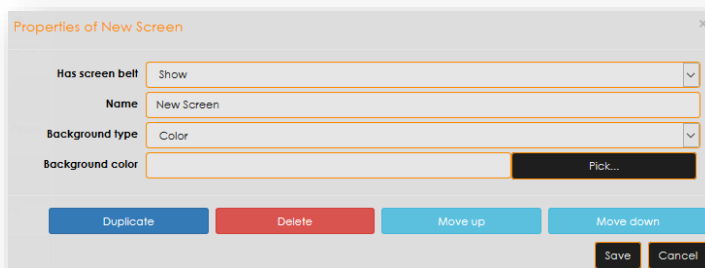 Properties of New Screen ×
Has screen belt Show
Name New Screen
Background type Color
Background color Pick...
Duplicate Delete Move up Move down
Save Cancel